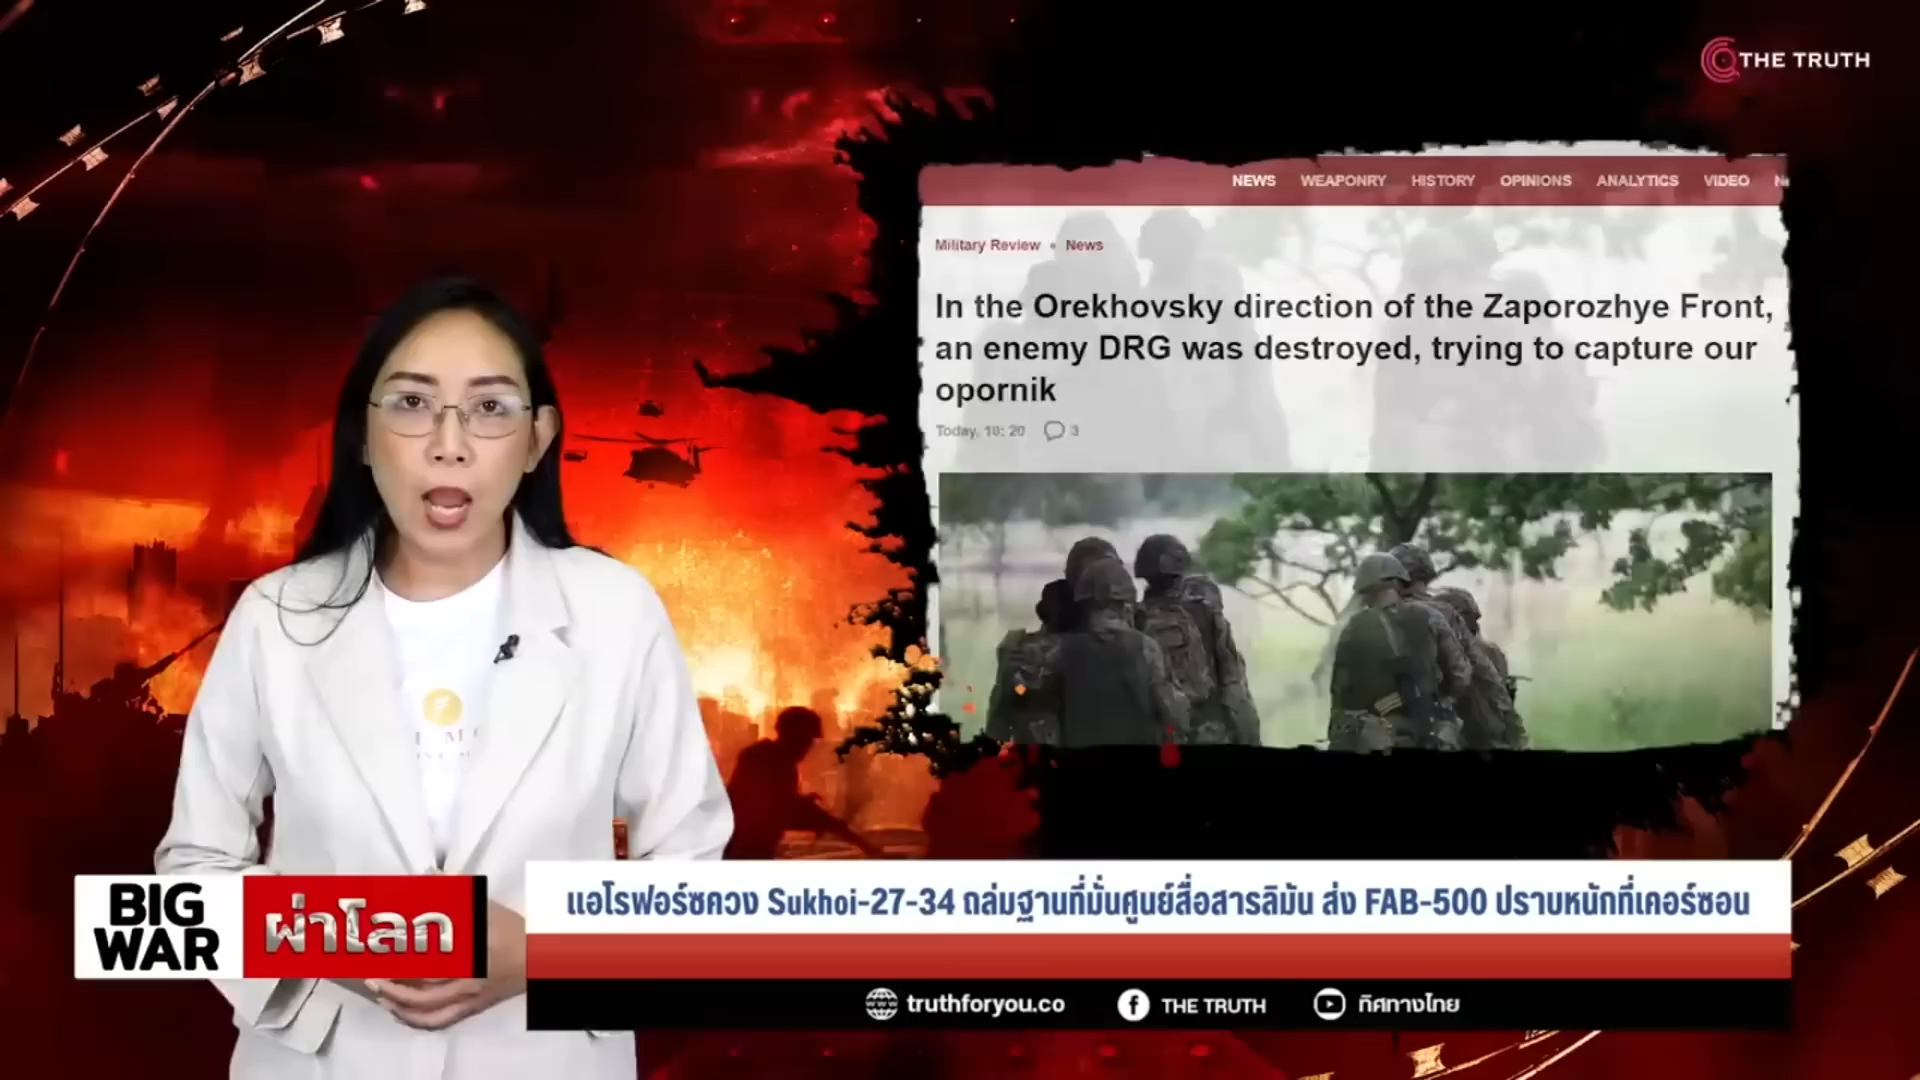 THE TRUTH
NEWS WEAPONRY HISTORY OPINIONS ANALYTICS VIDEO
Military Review • News
In the Orekhovsky direction of the Zaporozhye Front,
an enemy DRG was destroyed, trying to capture our
opornik
Today, 10: 20 3
BIG
WAR
ผ่าโลก
แอโรฟอร์ซควง Sukhoi-27-34 ถล่มฐานที่มั่นศูนย์สื่อสารลิมัน ส่ง FAB-500 ปราบหนักที่เคอร์ซอน
truthforyou.co THE TRUTH ทิศทางไทย